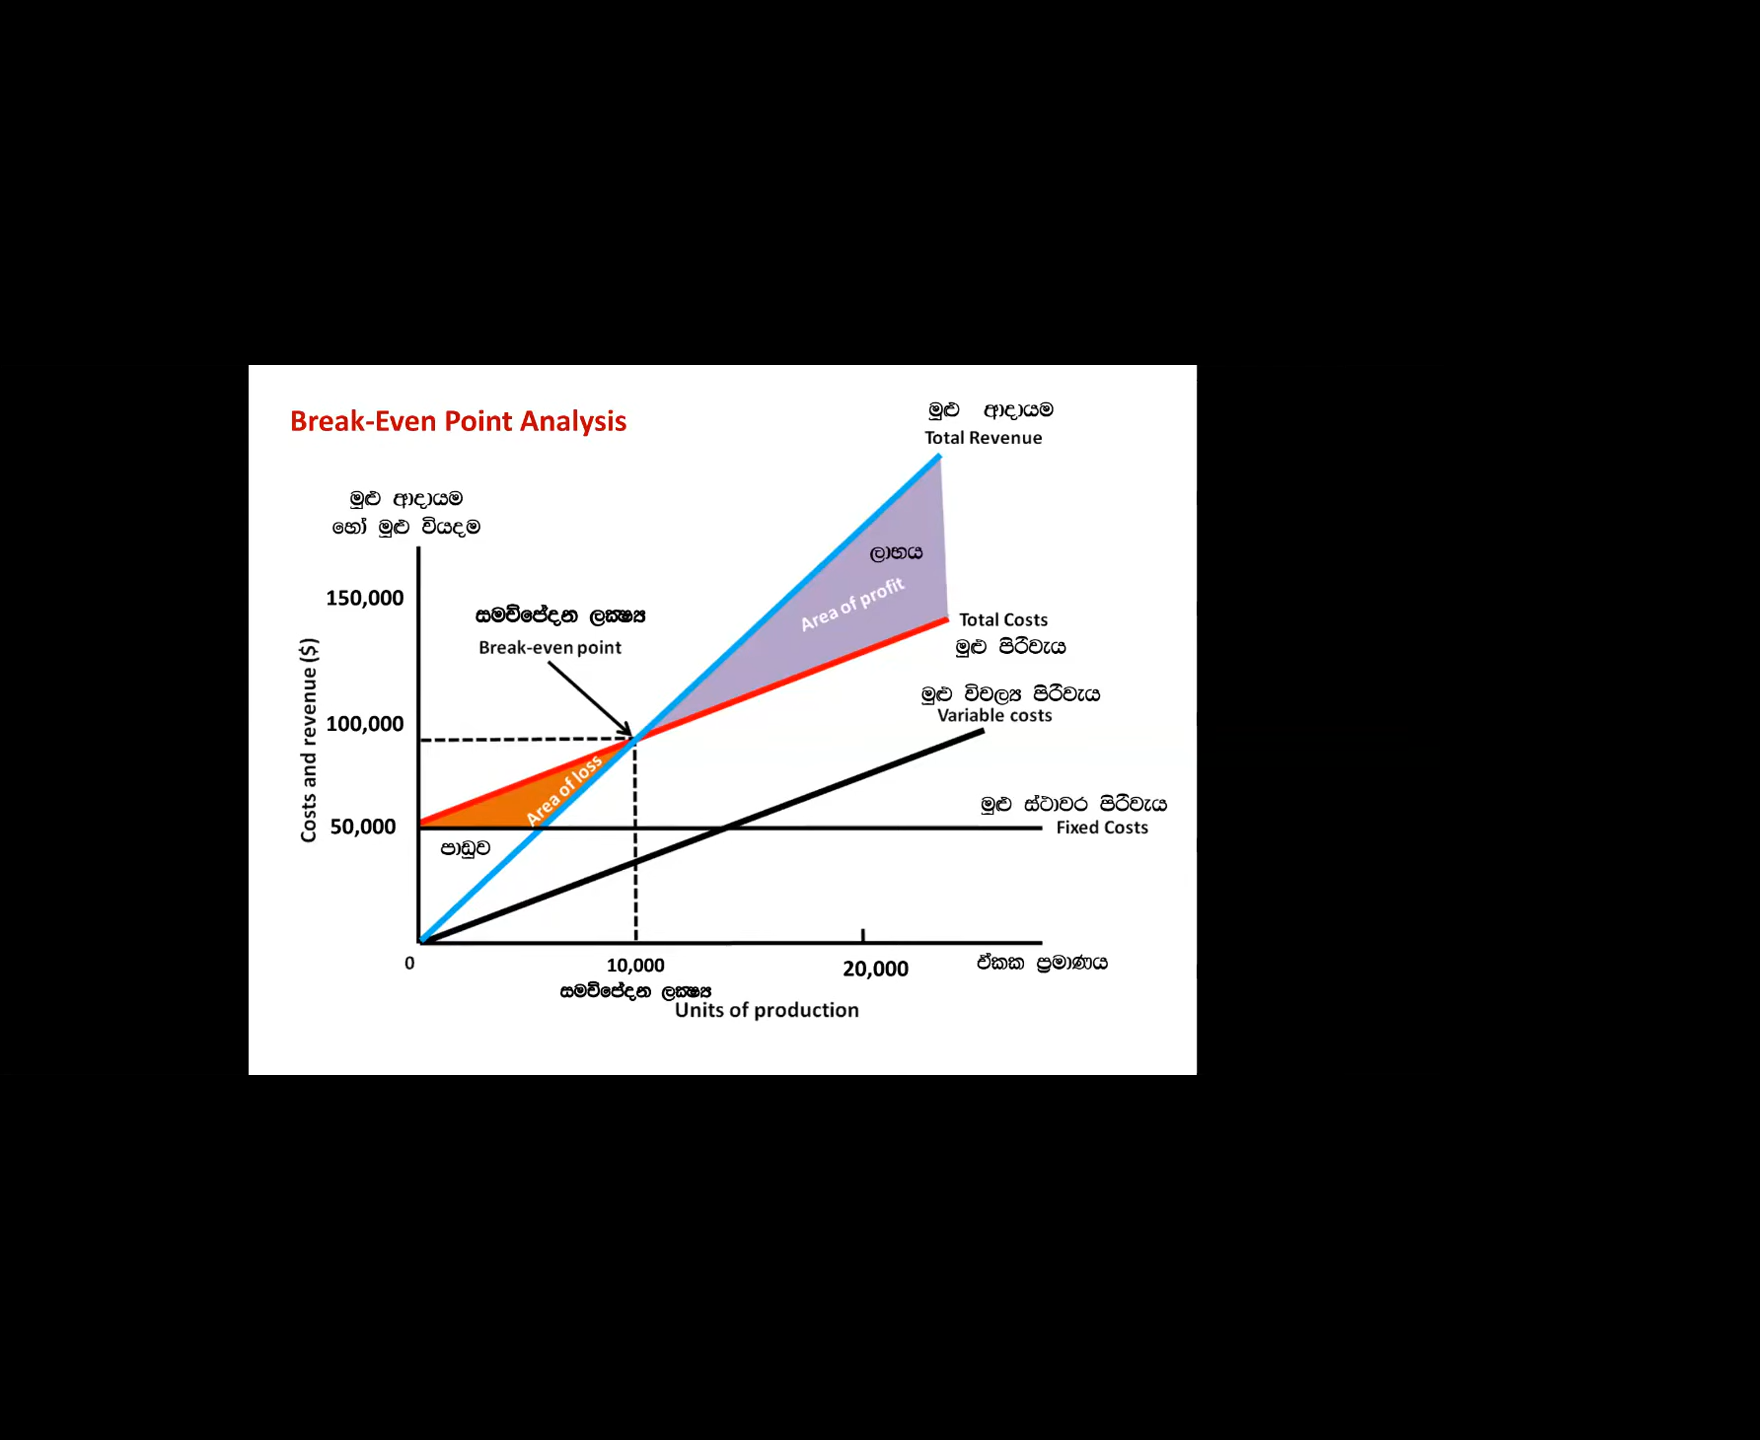 Break-Even Point Analysis
මුළු ආදායම
Total Revenue
මුළු ආදායම
හෝ මුළු වියදම
ලාභය
Area of profit
150,000
සමච්පේදන ලක්‍ෂ්‍ය
Break-even point
Total Costs
මුළු පිරිවැය
Costs and revenue ($)
මුළු විචල්‍ය පිරිවැය
Variable costs
100,000
Area of loss
මුළු ස්ථාවර පිරිවැය
50,000
Fixed Costs
පාඩුව
0
10,000
20,000
ඒකක ප්‍රමාණය
සමච්පේදන ලක්‍ෂ්‍ය
Units of production